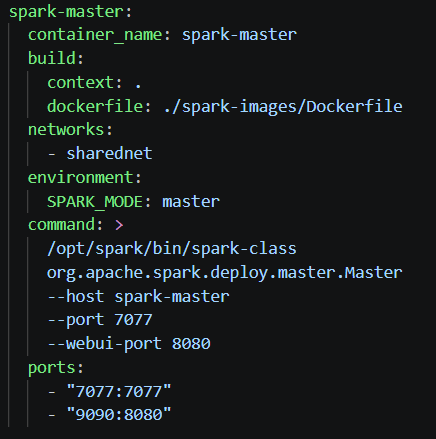 spark-master:
  container_name: spark-master
  build:
    context: .
    dockerfile: ./spark-images/Dockerfile
  networks:
    - sharednet
  environment:
    SPARK_MODE: master
  command: >
    /opt/spark/bin/spark-class
    org.apache.spark.deploy.master.Master
    --host spark-master
    --port 7077
    --webui-port 8080
  ports:
    - "7077:7077"
    - "9090:8080"